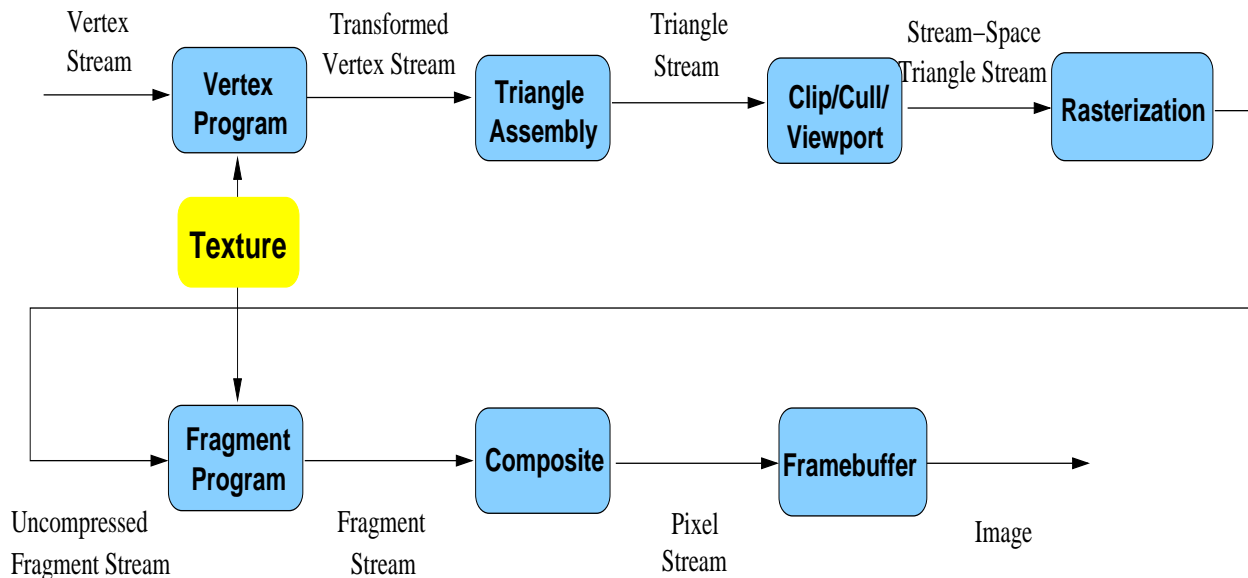 Vertex
Stream
Vertex
Program
Transformed
Vertex Stream
Triangle
Assembly
Triangle
Stream
Clip/Cull/
Viewport
Stream−Space
Triangle Stream
Rasterization
Texture
Uncompressed
Fragment Stream
Fragment
Program
Fragment
Stream
Composite
Pixel
Stream
Framebuffer
Image